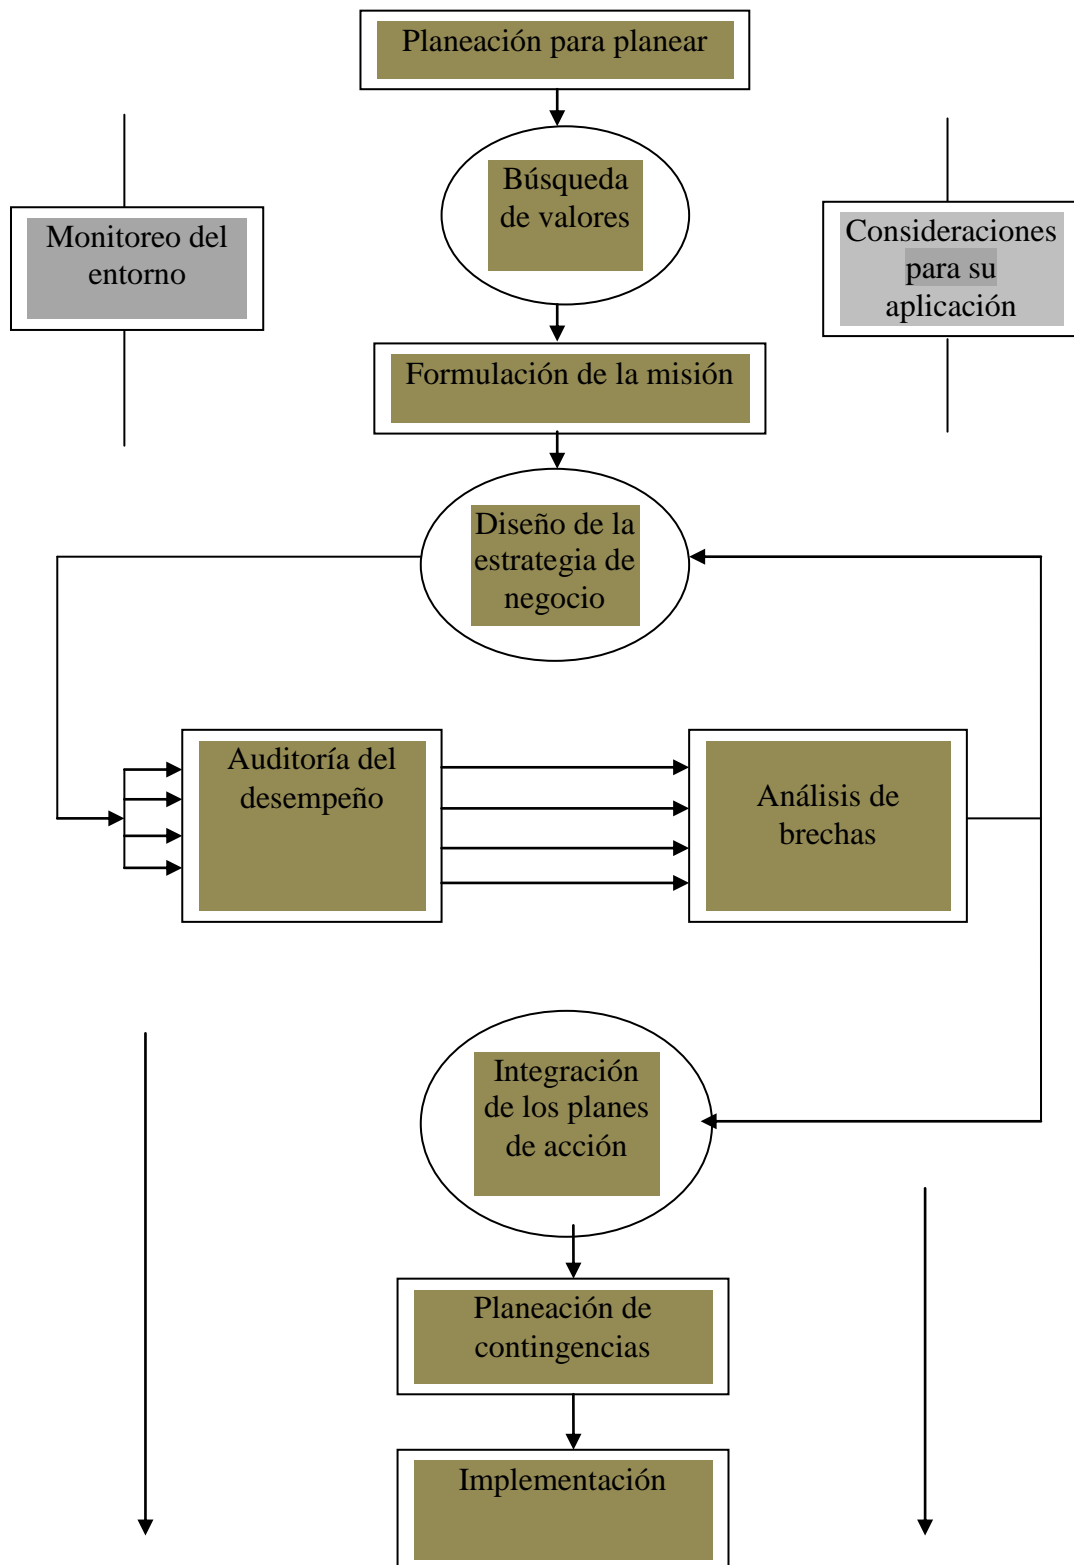 Planeación para planear
Búsqueda
de valores
Monitoreo del
entorno
Consideraciones
para su
aplicación
Formulación de la misión
Diseño de la
estrategia de
negocio
Auditoría del
desempeño
Análisis de
brechas
Integración
de los planes
de acción
Planeación de
contingencias
Implementación